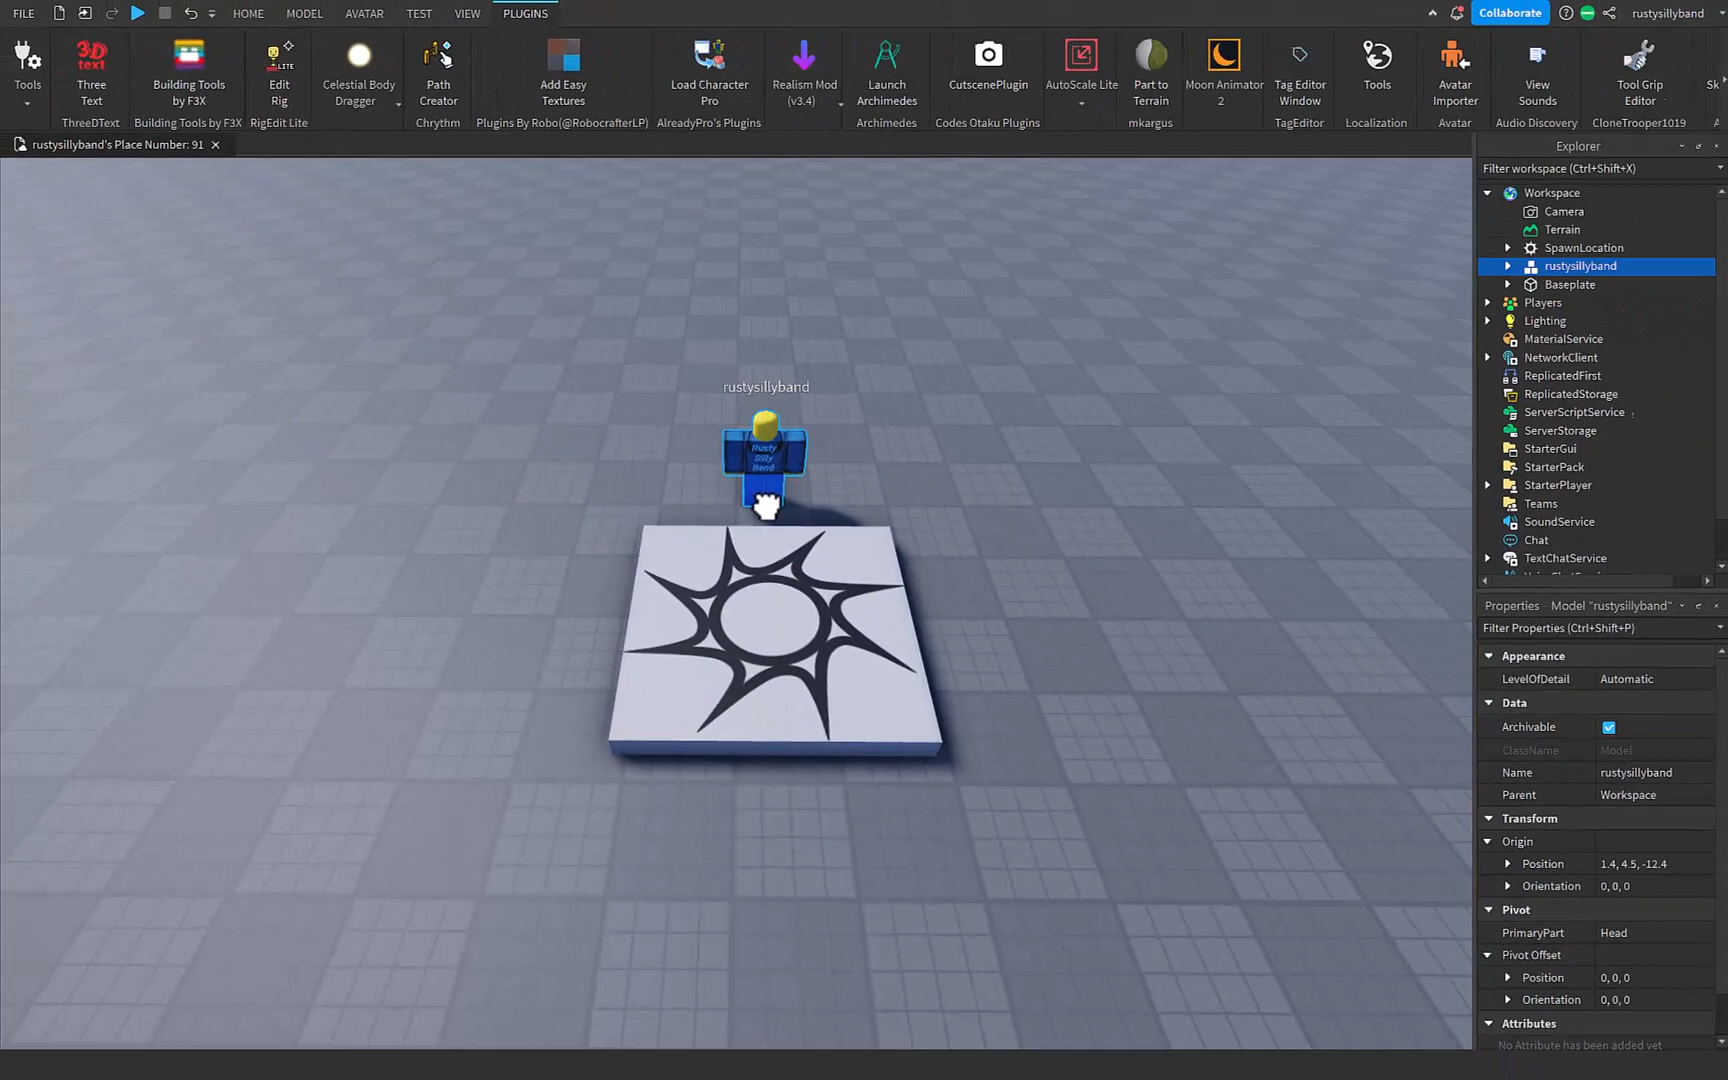 FILE HOME MODEL AVATAR TEST VIEW PLUGINS Collaborate rustysillyband
3D text LITE
Tools Three Text Building Tools by F3X Edit Rig Celestial Body Dragger Path Creator Add Easy Textures Load Character Pro Realism Mod (v3.4) Launch Archimedes CutscenePlugin AutoScale Lite Part to Terrain Moon Animator 2 Tag Editor Window Tools Avatar Importer View Sounds Tool Grip Editor Sk
ThreeDText Building Tools by F3X RigEdit Lite Chrythm Plugins By Robo(@RobocrafterLP) AlreadyPro's Plugins Archimedes Codes Otaku Plugins mkargus TagEditor Localization Avatar Audio Discovery CloneTrooper1019
rustysillyband's Place Number: 91
rustysillyband
Rusty
Silly
Band
Explorer
Filter workspace (Ctrl+Shift+X)
Workspace
Camera
Terrain
SpawnLocation
rustysillyband
Baseplate
Players
Lighting
MaterialService
NetworkClient
ReplicatedFirst
ReplicatedStorage
ServerScriptService
ServerStorage
StarterGui
StarterPack
StarterPlayer
Teams
SoundService
Chat
TextChatService
Properties - Model "rustysillyband"
Filter Properties (Ctrl+Shift+P)
Appearance
LevelOfDetail Automatic
Data
Archivable
ClassName Model
Name rustysillyband
Parent Workspace
Transform
Origin
Position 1.4, 4.5, -12.4
Orientation 0, 0, 0
Pivot
PrimaryPart Head
Pivot Offset
Position 0, 0, 0
Orientation 0, 0, 0
Attributes
No Attribute has been added yet